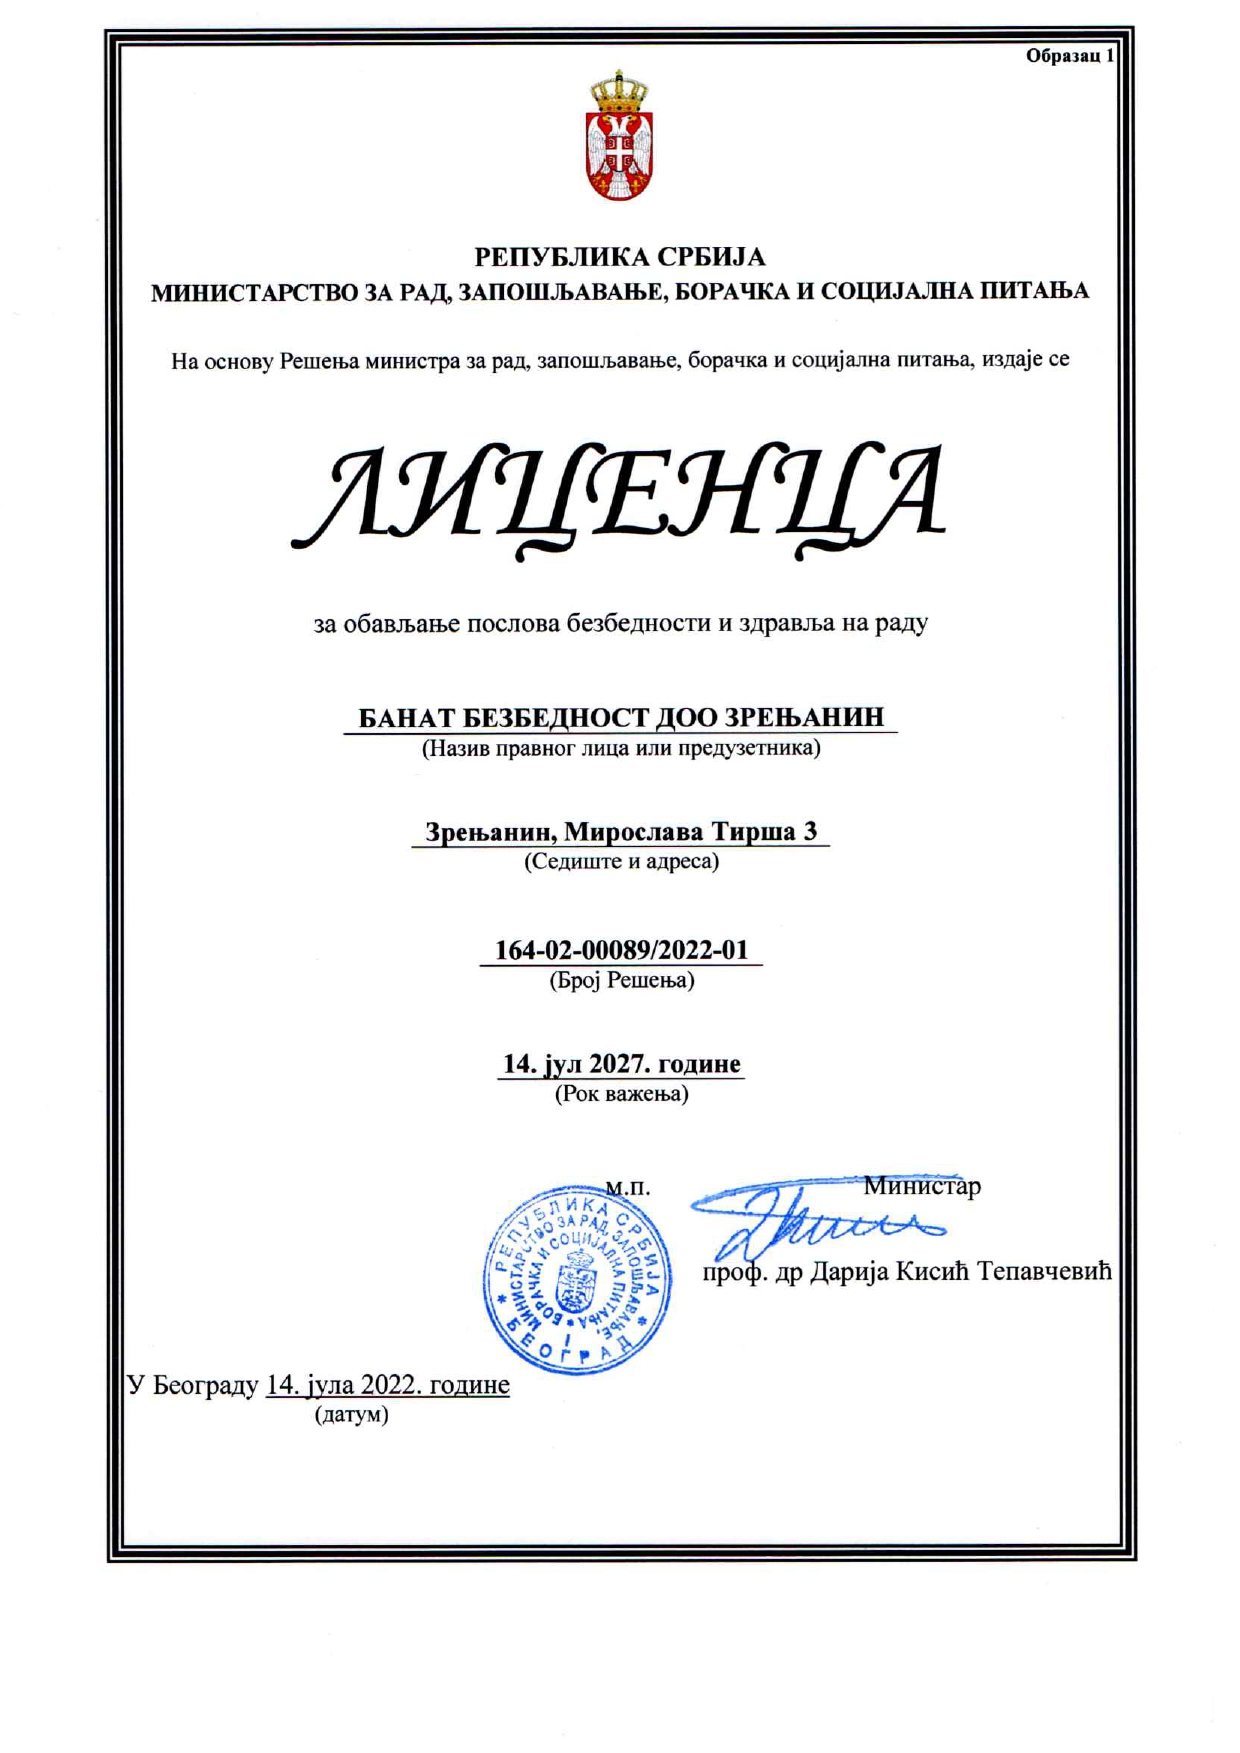 Образац 1
РЕПУБЛИКА СРБИЈА
МИНИСТАРСТВО ЗА РАД, ЗАПОШЉАВАЊЕ, БОРАЧКА И СОЦИЈАЛНА ПИТАЊА
На основу Решења министра за рад, запошљавање, борачка и социјална питања, издаје се
ЛИЦЕНЦА
за обављање послова безбедности и здравља на раду
БАНАТ БЕЗБЕДНОСТ ДОО ЗРЕЊАНИН
(Назив правног лица или предузетника)
Зрењанин, Мирослава Тирша 3
(Седиште и адреса)
164-02-00089/2022-01
(Број Решења)
14. јул 2027. године
(Рок важења)
м.п.
Министар
РЕПУБЛИКА СРБИЈА
МИНИСТАРСТВО ЗА РАД, ЗАПОШЉАВАЊЕ,
БОРАЧКА И СОЦИЈАЛНА ПИТАЊА
I
БЕОГРАД
проф. др Дарија Кисић Тепавчевић
У Београду 14. јула 2022. године
(датум)